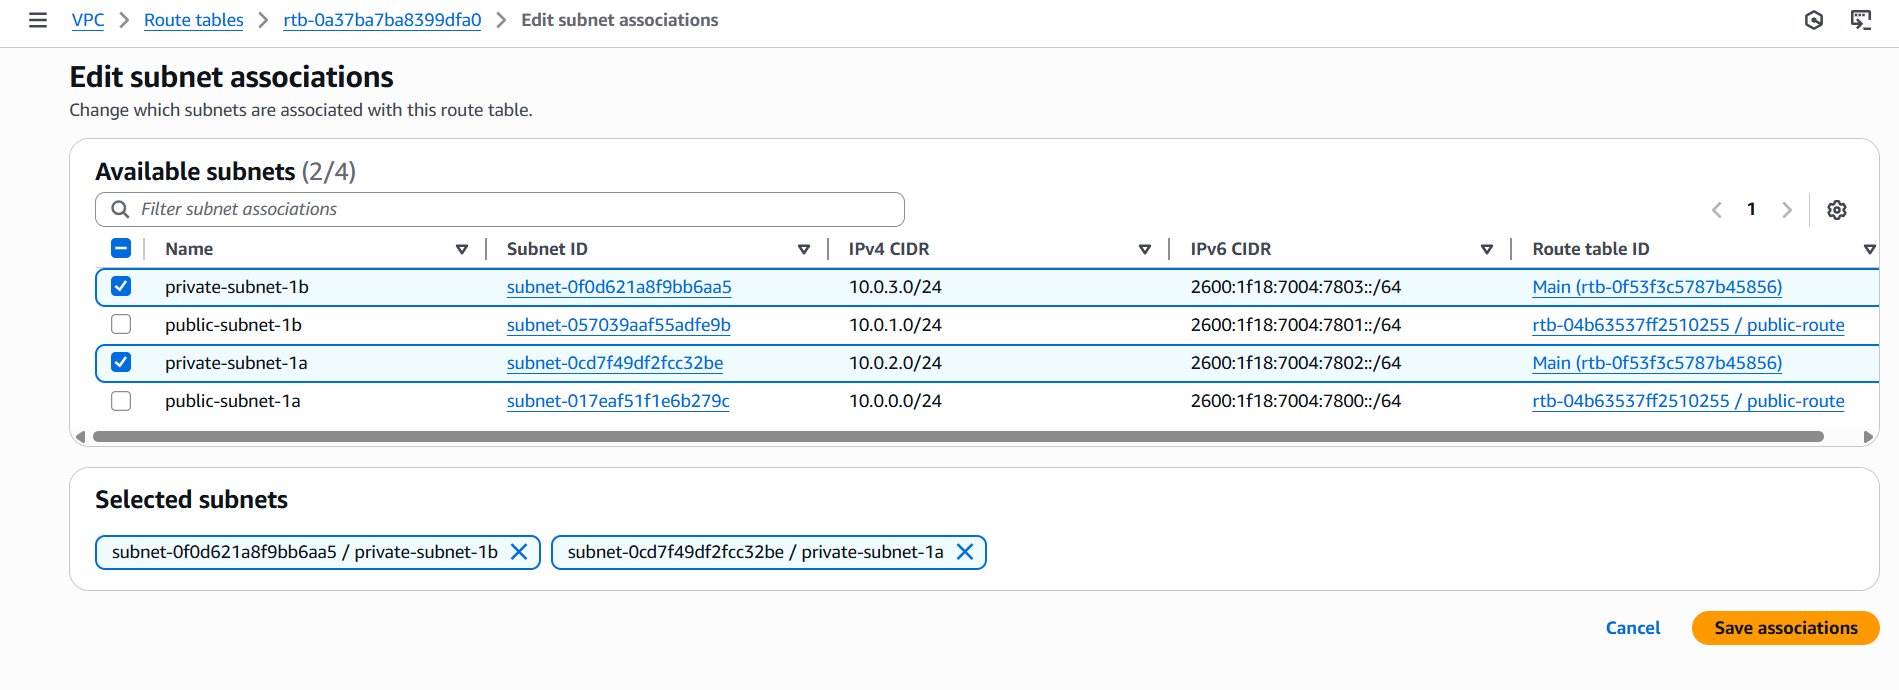 VPC > Route tables > rtb-0a37ba7ba8399dfa0 > Edit subnet associations
Edit subnet associations
Change which subnets are associated with this route table.
Available subnets (2/4)
Filter subnet associations
1
Name Subnet ID IPv4 CIDR IPv6 CIDR Route table ID
private-subnet-1b subnet-0f0d621a8f9bb6aa5 10.0.3.0/24 2600:1f18:7004:7803::/64 Main (rtb-0f53f3c5787b45856)
public-subnet-1b subnet-057039aaf55adfe9b 10.0.1.0/24 2600:1f18:7004:7801::/64 rtb-04b63537ff2510255 / public-route
private-subnet-1a subnet-0cd7f49df2fcc32be 10.0.2.0/24 2600:1f18:7004:7802::/64 Main (rtb-0f53f3c5787b45856)
public-subnet-1a subnet-017eaf51f1e6b279c 10.0.0.0/24 2600:1f18:7004:7800::/64 rtb-04b63537ff2510255 / public-route
Selected subnets
subnet-0f0d621a8f9bb6aa5 / private-subnet-1b subnet-0cd7f49df2fcc32be / private-subnet-1a
Cancel Save associations